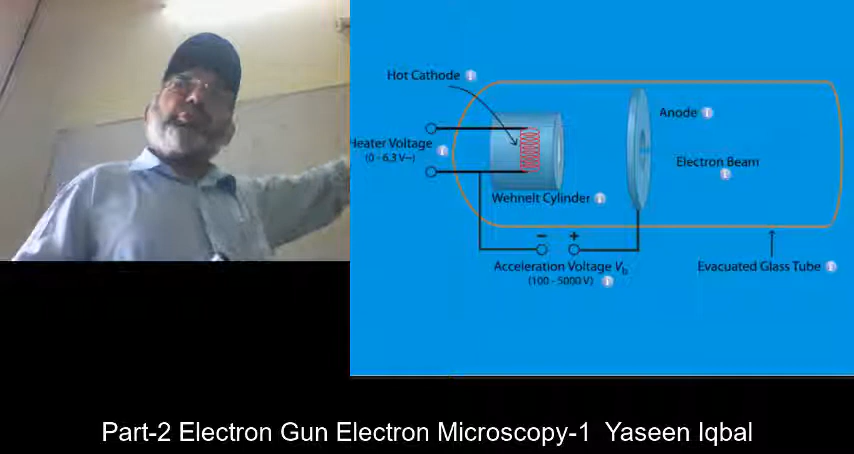 Hot Cathode
Anode
Heater Voltage
(0 - 6,3 V~)
Electron Beam
Wehnelt Cylinder
- +
Acceleration Voltage Vb
(100 - 5000 V)
Evacuated Glass Tube
Part-2 Electron Gun Electron Microscopy-1 Yaseen Iqbal